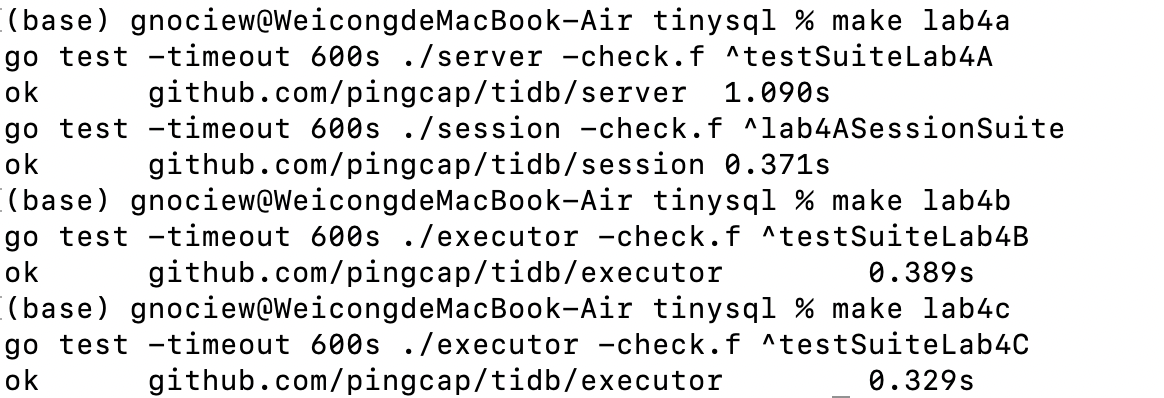 (base) gnociew@WeicongdeMacBook-Air tinysql % make lab4a
go test -timeout 600s ./server -check.f ^testSuiteLab4A
ok      github.com/pingcap/tidb/server  1.090s
go test -timeout 600s ./session -check.f ^lab4ASessionSuite
ok      github.com/pingcap/tidb/session 0.371s
(base) gnociew@WeicongdeMacBook-Air tinysql % make lab4b
go test -timeout 600s ./executor -check.f ^testSuiteLab4B
ok      github.com/pingcap/tidb/executor        0.389s
(base) gnociew@WeicongdeMacBook-Air tinysql % make lab4c
go test -timeout 600s ./executor -check.f ^testSuiteLab4C
ok      github.com/pingcap/tidb/executor        0.329s